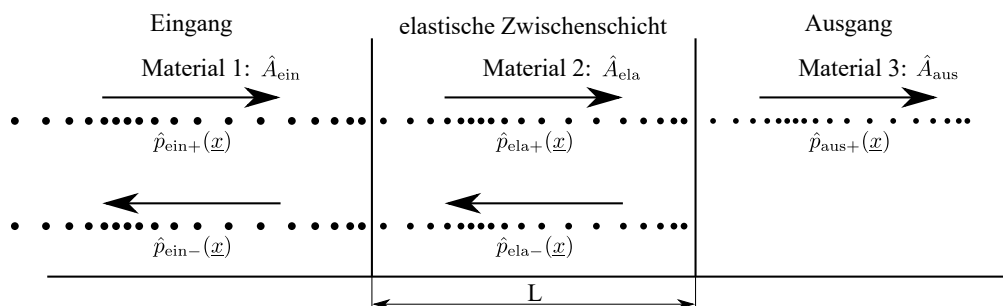 Eingang elastische Zwischenschicht Ausgang
Material 1: Â_ein Material 2: Â_ela Material 3: Â_aus
p̂_ein+(x̲) p̂_ela+(x̲) p̂_aus+(x̲)
p̂_ein−(x̲) p̂_ela−(x̲)
L